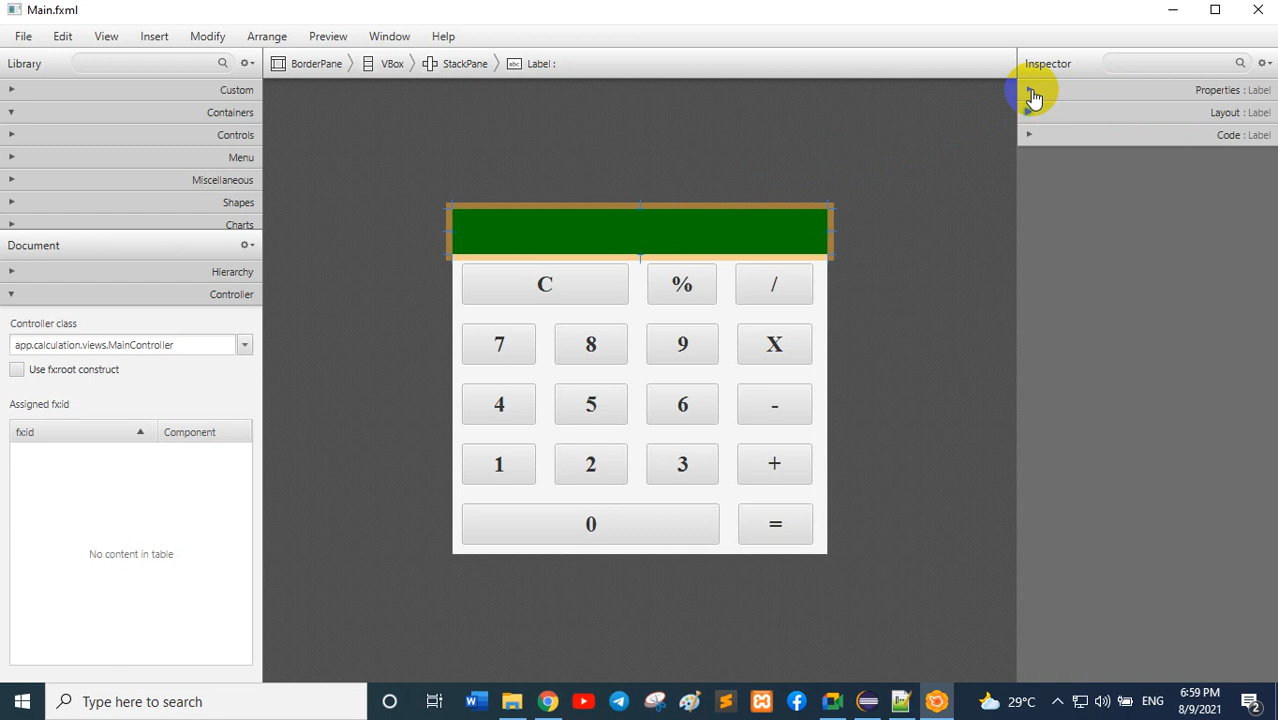 Main.fxml
File Edit View Insert Modify Arrange Preview Window Help
Library
Custom
Containers
Controls
Menu
Miscellaneous
Shapes
Charts
Document
Hierarchy
Controller
Controller class
app.calculation.views.MainController
Use fx:root construct
Assigned fx:id
fx:id Component
No content in table
BorderPane VBox StackPane abc Label :
C % /
7 8 9 X
4 5 6 -
1 2 3 +
0 =
Inspector
Properties : Label
Layout : Label
Code : Label
Type here to search
29°C
ENG
6:59 PM
8/9/2021
2